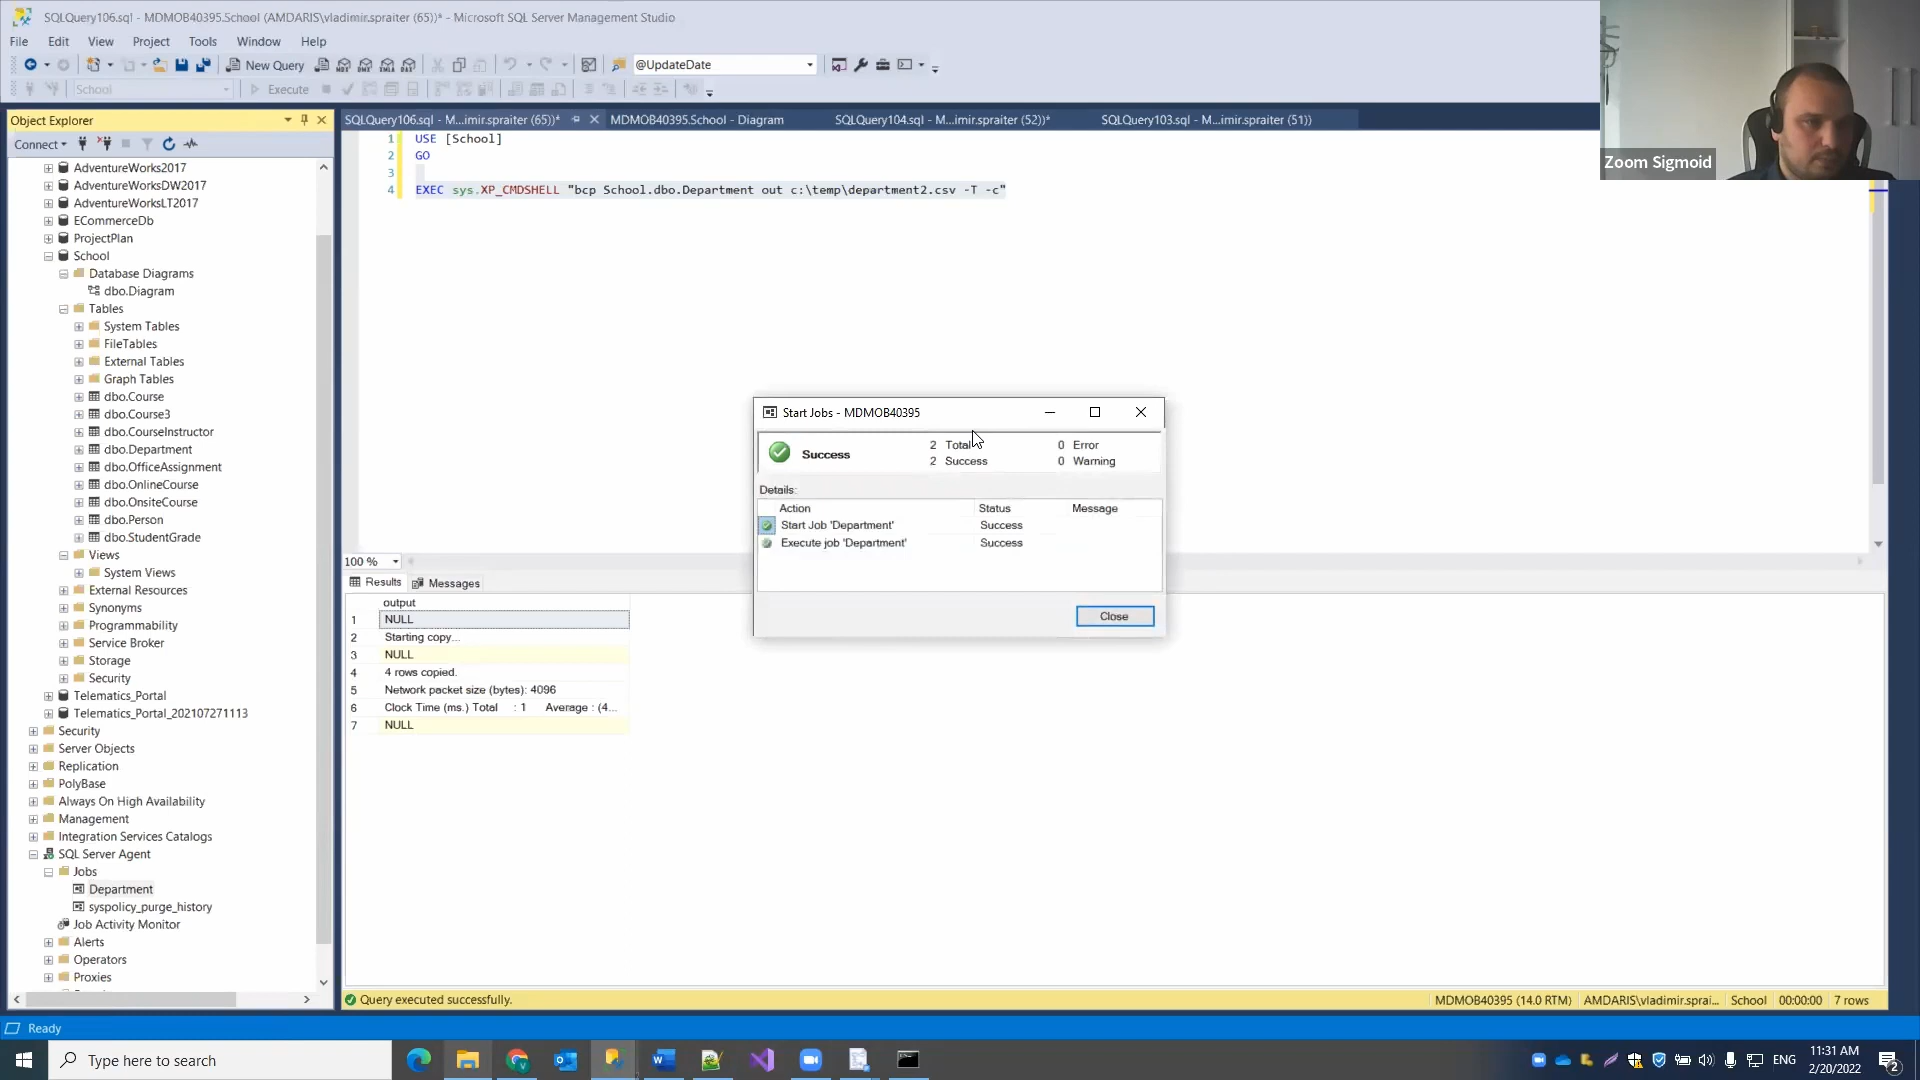 SQLQuery106.sql - MDMOB40395.School (AMDARIS\vladimir.spraiter (65))* - Microsoft SQL Server Management Studio
File Edit View Project Tools Window Help
New Query @UpdateDate
School Execute
Object Explorer
Connect
AdventureWorks2017
AdventureWorksDW2017
AdventureWorksLT2017
ECommerceDb
ProjectPlan
School
Database Diagrams
dbo.Diagram
Tables
System Tables
FileTables
External Tables
Graph Tables
dbo.Course
dbo.Course3
dbo.CourseInstructor
dbo.Department
dbo.OfficeAssignment
dbo.OnlineCourse
dbo.OnsiteCourse
dbo.Person
dbo.StudentGrade
Views
System Views
External Resources
Synonyms
Programmability
Service Broker
Storage
Security
Telematics_Portal
Telematics_Portal_202107271113
Security
Server Objects
Replication
PolyBase
Always On High Availability
Management
Integration Services Catalogs
SQL Server Agent
Jobs
Department
syspolicy_purge_history
Job Activity Monitor
Alerts
Operators
Proxies
SQLQuery106.sql - M...imir.spraiter (65))* MDMOB40395.School - Diagram SQLQuery104.sql - M...imir.spraiter (52))* SQLQuery103.sql - M...imir.spraiter (51))
1 USE [School]
2 GO
3
4 EXEC sys.XP_CMDSHELL "bcp School.dbo.Department out c:\temp\department2.csv -T -c"
Zoom Sigmoid
Start Jobs - MDMOB40395
Success
2 Total 0 Error
2 Success 0 Warning
Details:
Action Status Message
Start Job 'Department' Success
Execute job 'Department' Success
Close
100 %
Results Messages
output
1 NULL
2 Starting copy...
3 NULL
4 4 rows copied.
5 Network packet size (bytes): 4096
6 Clock Time (ms.) Total : 1 Average : (4...
7 NULL
Query executed successfully. MDMOB40395 (14.0 RTM) AMDARIS\vladimir.sprai... School 00:00:00 7 rows
Ready
Type here to search
ENG
11:31 AM
2/20/2022
2